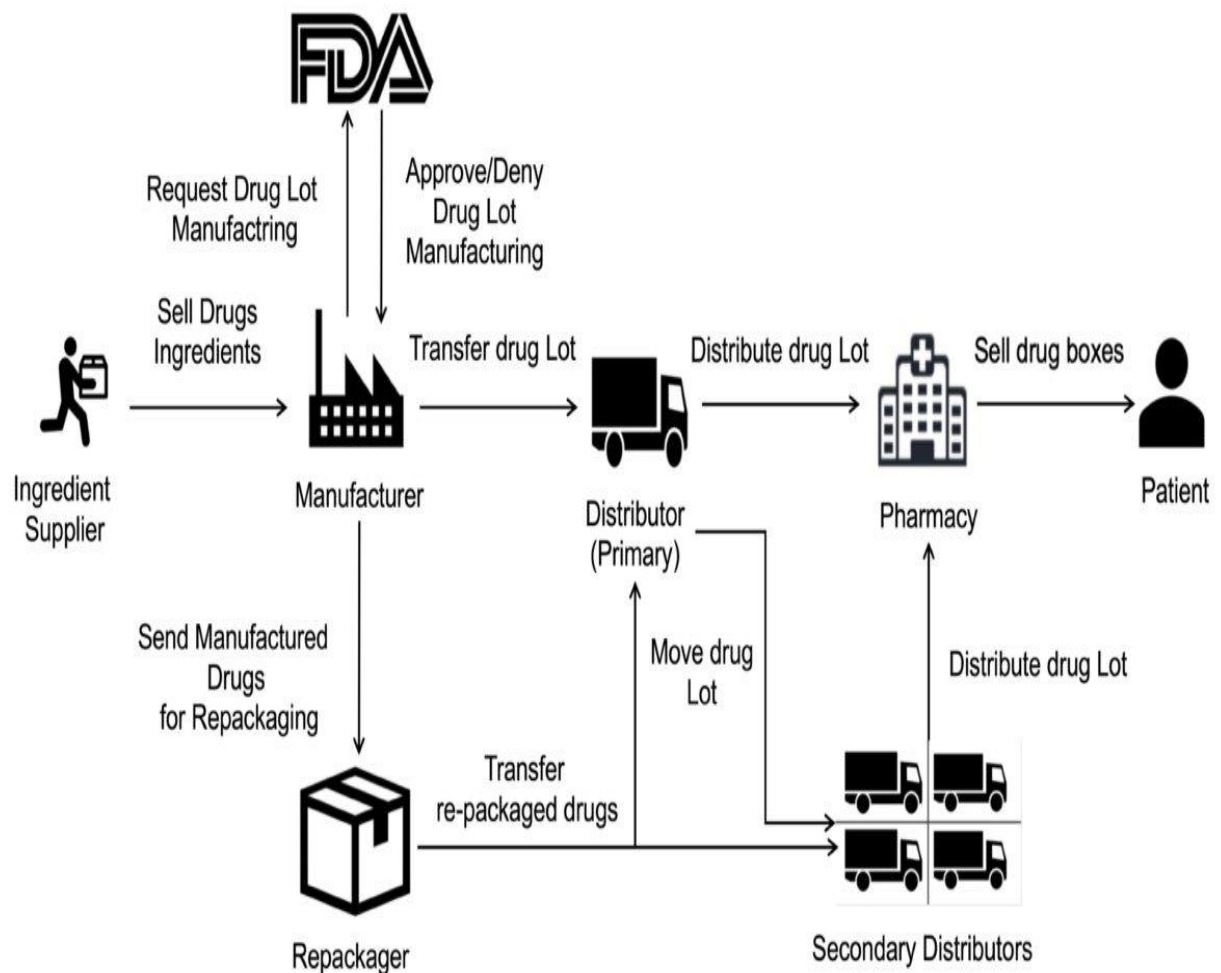 FDA
Request Drug Lot
Manufactring
Approve/Deny
Drug Lot
Manufacturing
Sell Drugs
Ingredients
Transfer drug Lot
Distribute drug Lot
Sell drug boxes
Ingredient
Supplier
Manufacturer
Distributor
(Primary)
Pharmacy
Patient
Send Manufactured
Drugs
for Repackaging
Move drug
Lot
Distribute drug Lot
Transfer
re-packaged drugs
Repackager
Secondary Distributors